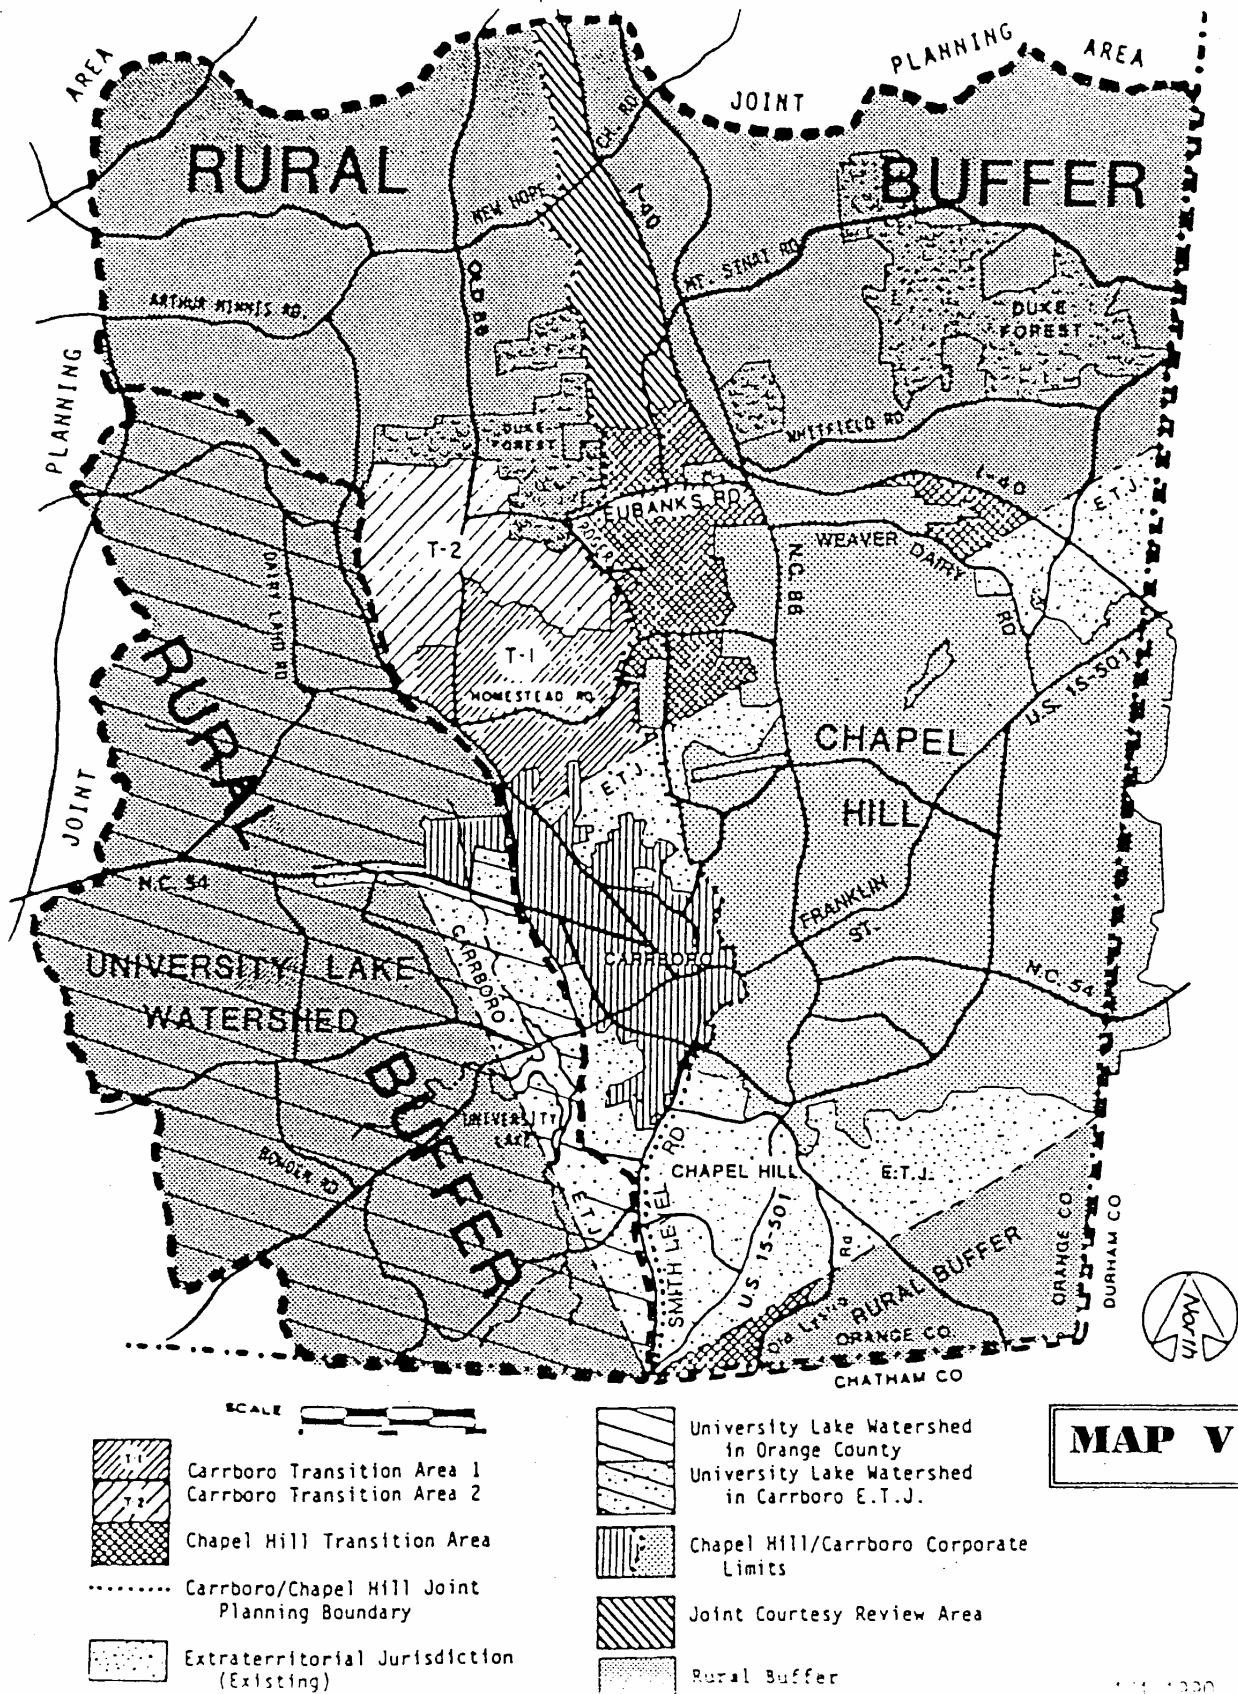 PLANNING AREA
AREA
JOINT
RURAL BUFFER
NEW HOPE CH. RD
I-40
MT. SINAI RD.
ARTHUR MINNIS RD.
OLD 86
DUKE
FOREST
PLANNING
DUKE
FOREST
WHITFIELD RD
I-40
E.T.J.
EUBANKS RD
T-2
WEAVER DAIRY RD
N.C. 86
DAIRY LAND RD
RURAL
T-1
HOMESTEAD RD.
U.S. 15-501
CHAPEL
HILL
E.T.J.
JOINT
N.C. 54
FRANKLIN
ST.
CARRBORO
UNIVERSITY LAKE
WATERSHED
CARRBORO
N.C. 54
BUFFER
UNIVERSITY
LAKE
RD
CHAPEL HILL
E.T.J.
E.T.J.
SMITH LEVEL
U.S. 15-501
Rd
RURAL BUFFER
ORANGE CO
DURHAM CO
ORANGE CO.
CHATHAM CO
North
SCALE
MAP V
T-1
Carrboro Transition Area 1
T-2
Carrboro Transition Area 2
Chapel Hill Transition Area
Carrboro/Chapel Hill Joint
Planning Boundary
Extraterritorial Jurisdiction
(Existing)
University Lake Watershed
in Orange County
University Lake Watershed
in Carrboro E.T.J.
Chapel Hill/Carrboro Corporate
Limits
Joint Courtesy Review Area
Rural Buffer